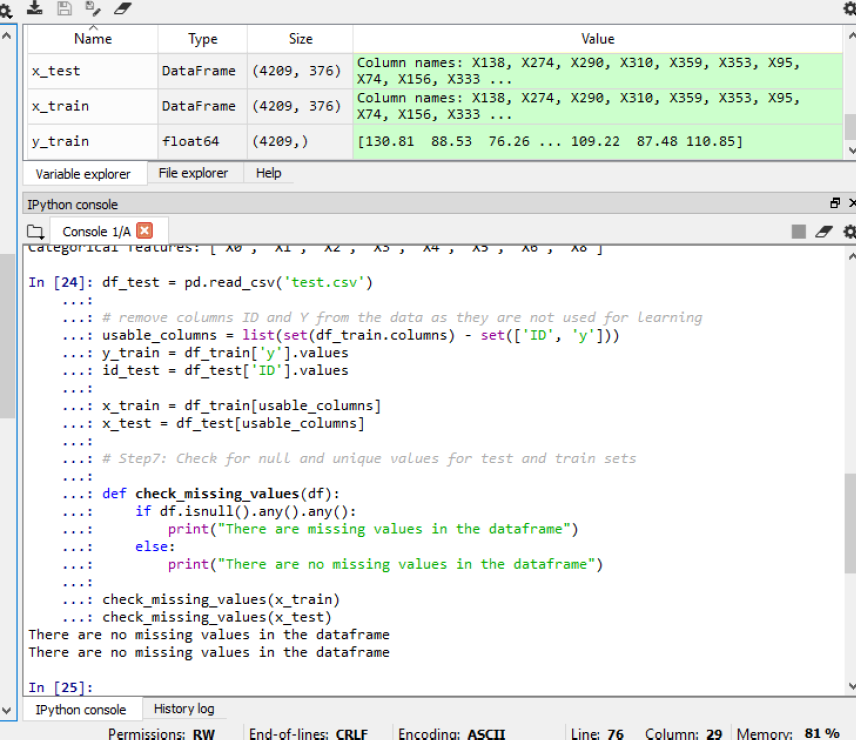 Name Type Size Value
x_test DataFrame (4209, 376) Column names: X138, X274, X290, X310, X359, X353, X95,
X74, X156, X333 ...
x_train DataFrame (4209, 376) Column names: X138, X274, X290, X310, X359, X353, X95,
X74, X156, X333 ...
y_train float64 (4209,) [130.81 88.53 76.26 ... 109.22 87.48 110.85]
Variable explorer File explorer Help
IPython console
Console 1/A
Categorical features: [ 'X0', 'X1', 'X2', 'X3', 'X4', 'X5', 'X6', 'X8']
In [24]: df_test = pd.read_csv('test.csv')
...:
...: # remove columns ID and Y from the data as they are not used for learning
...: usable_columns = list(set(df_train.columns) - set(['ID', 'y']))
...: y_train = df_train['y'].values
...: id_test = df_test['ID'].values
...:
...: x_train = df_train[usable_columns]
...: x_test = df_test[usable_columns]
...:
...: # Step7: Check for null and unique values for test and train sets
...:
...: def check_missing_values(df):
...:     if df.isnull().any().any():
...:         print("There are missing values in the dataframe")
...:     else:
...:         print("There are no missing values in the dataframe")
...:
...: check_missing_values(x_train)
...: check_missing_values(x_test)
There are no missing values in the dataframe
There are no missing values in the dataframe
In [25]:
IPython console History log
Permissions: RW End-of-lines: CRLF Encoding: ASCII Line: 76 Column: 29 Memory: 81 %